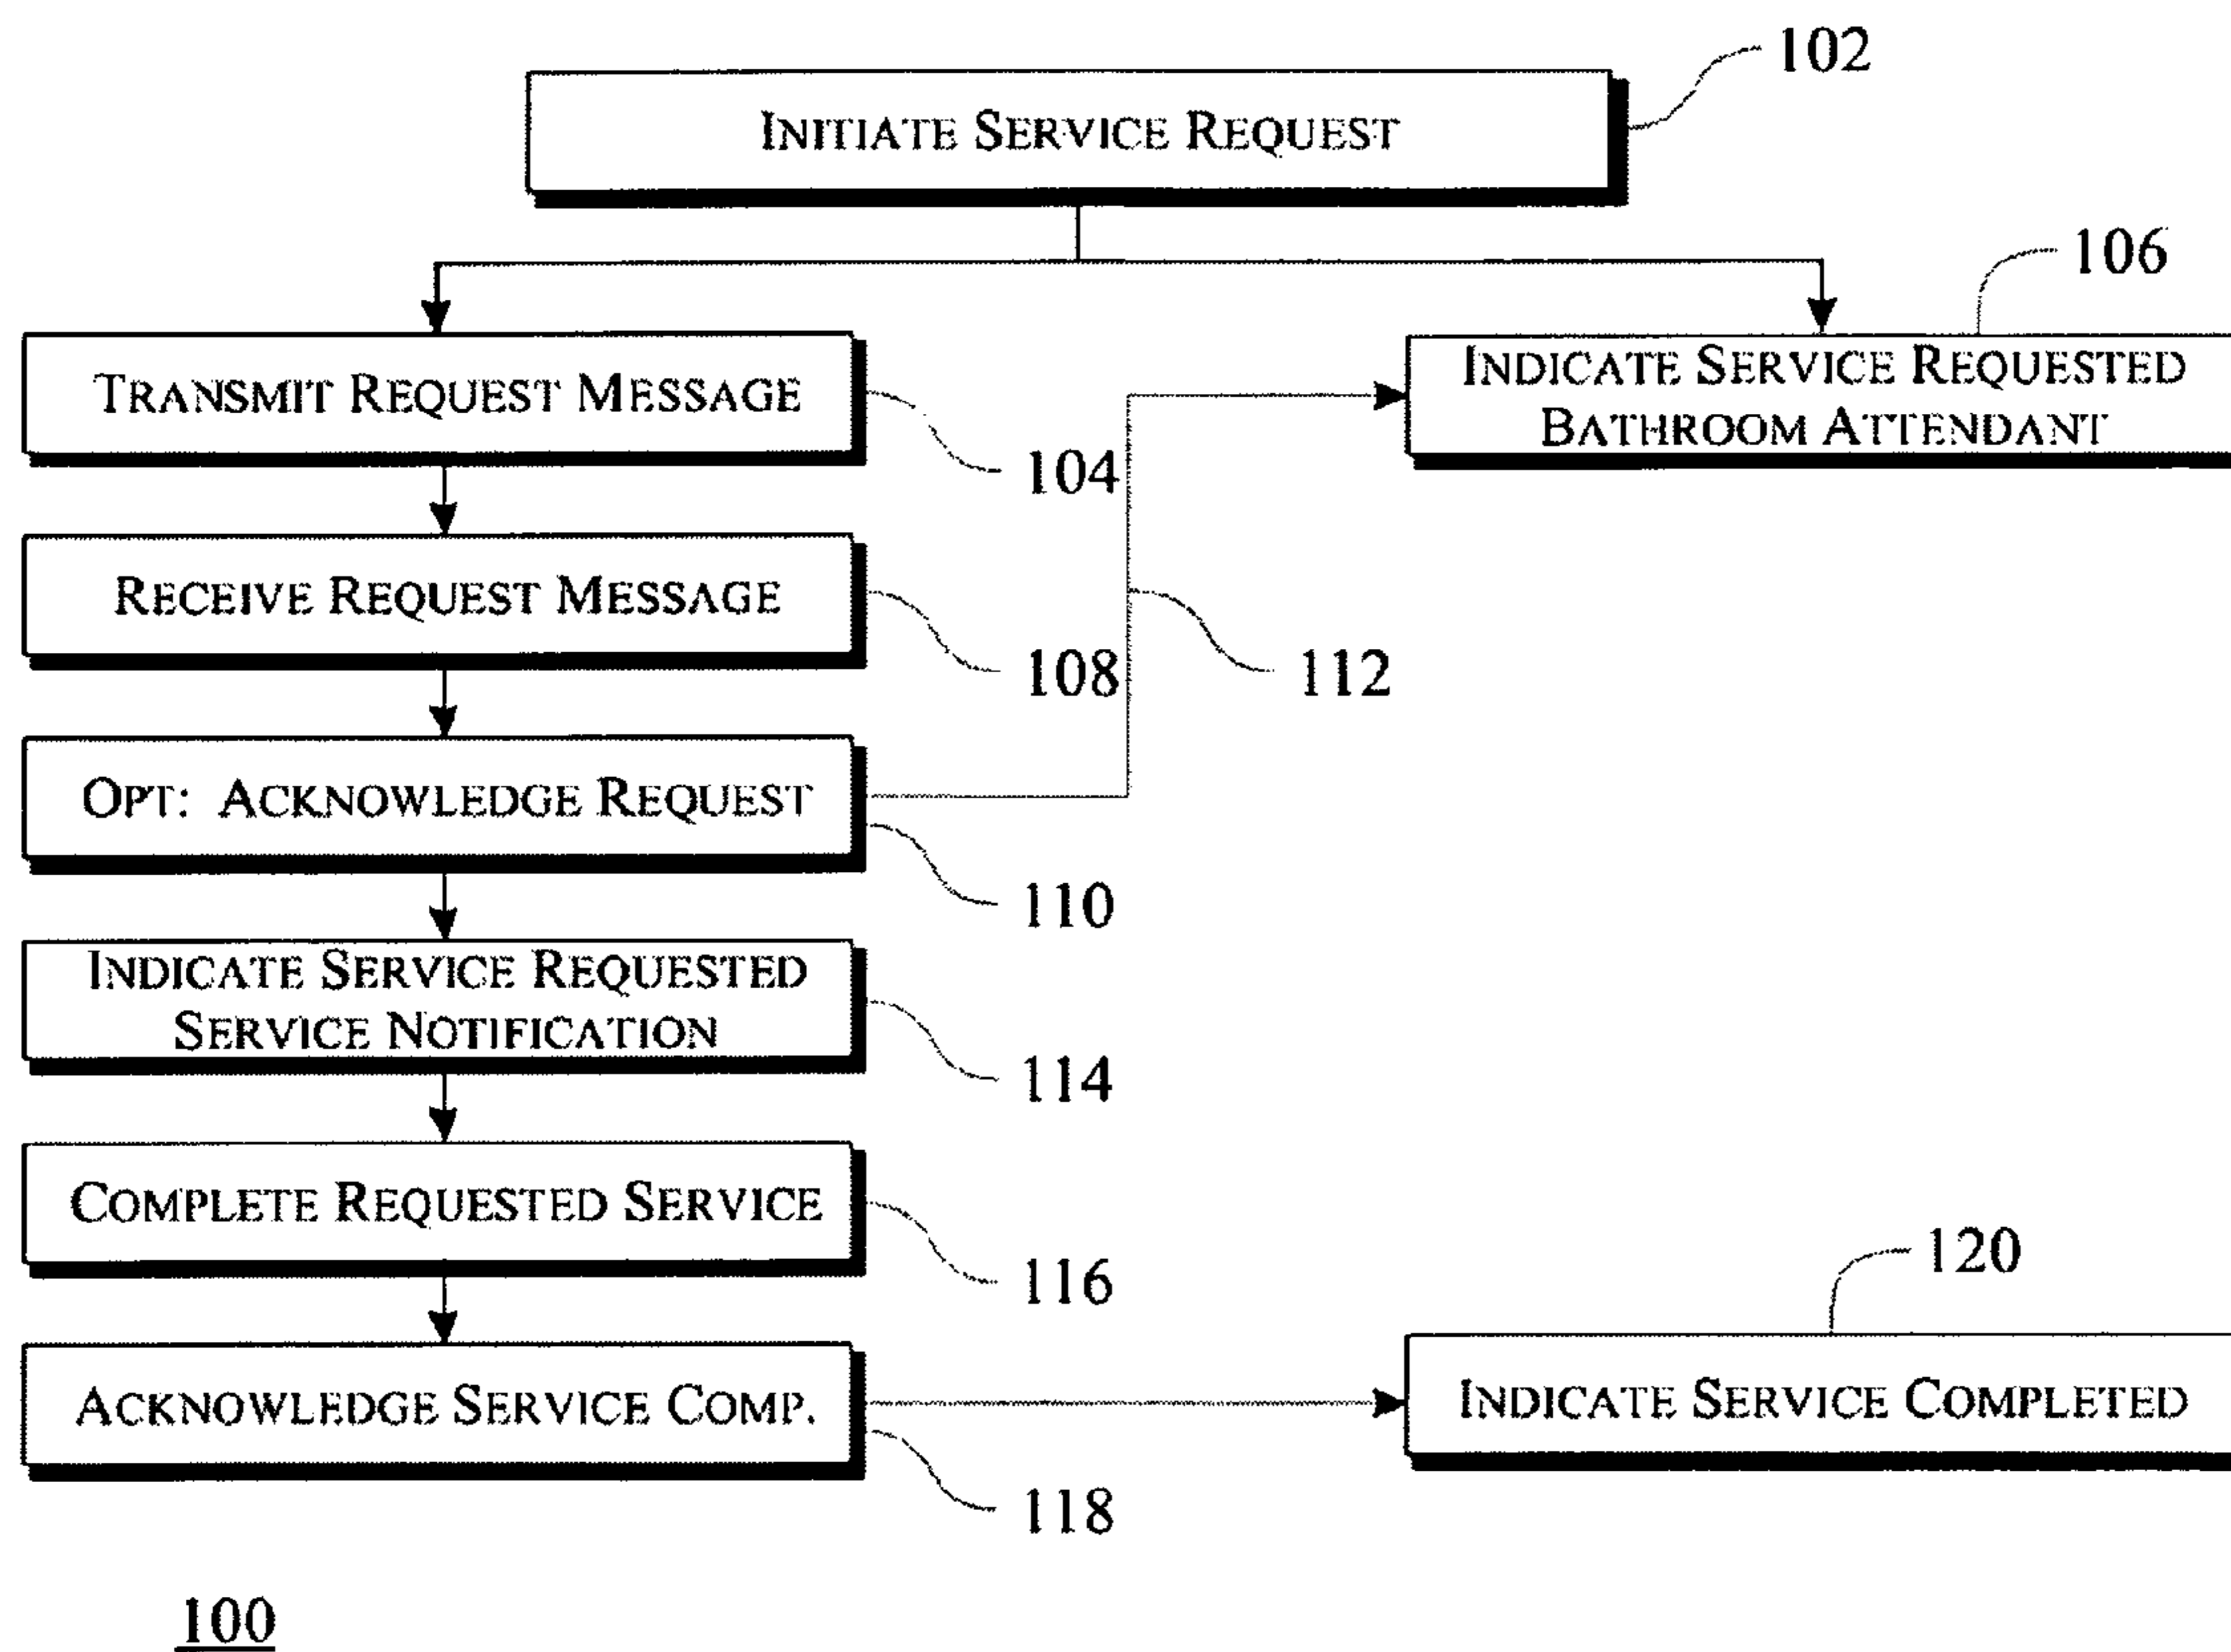 102
INITIATE SERVICE REQUEST
106
TRANSMIT REQUEST MESSAGE
INDICATE SERVICE REQUESTED
BATHROOM ATTENDANT
104
RECEIVE REQUEST MESSAGE
108
112
OPT: ACKNOWLEDGE REQUEST
110
INDICATE SERVICE REQUESTED
SERVICE NOTIFICATION
114
COMPLETE REQUESTED SERVICE
116
120
ACKNOWLEDGE SERVICE COMP.
INDICATE SERVICE COMPLETED
118
100